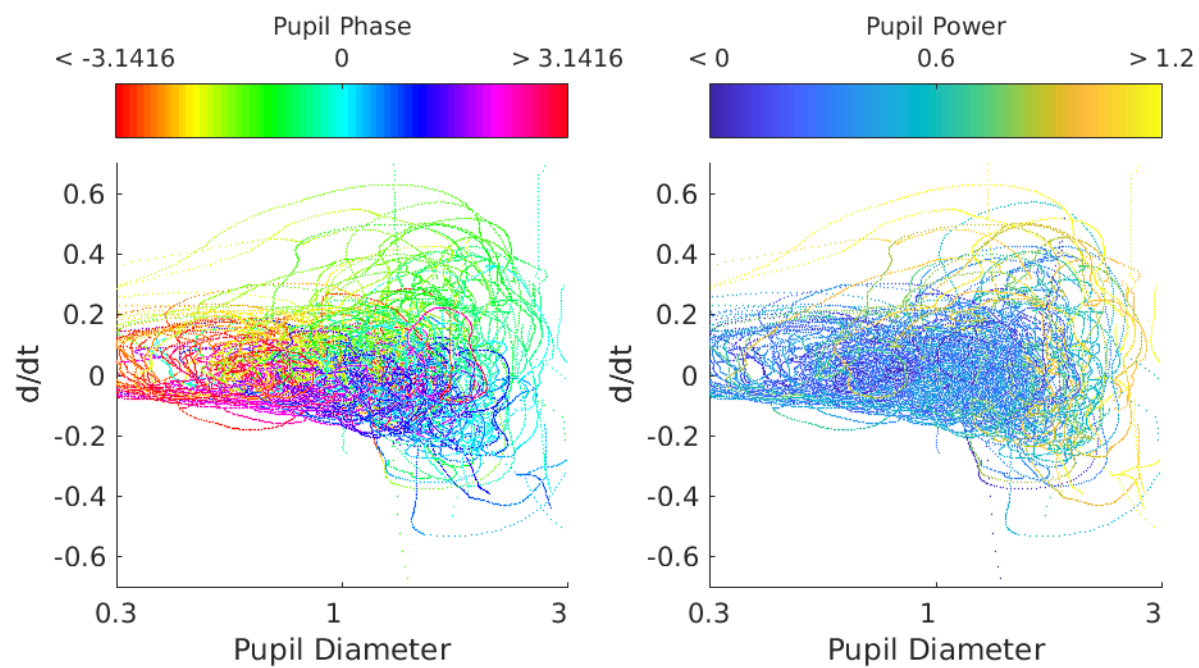 Pupil Phase
< -3.1416 0 > 3.1416
Pupil Power
< 0 0.6 > 1.2
0.6
0.4
0.2
0
-0.2
-0.4
-0.6
d/dt
0.3 1 3
Pupil Diameter
0.6
0.4
0.2
0
-0.2
-0.4
-0.6
d/dt
0.3 1 3
Pupil Diameter